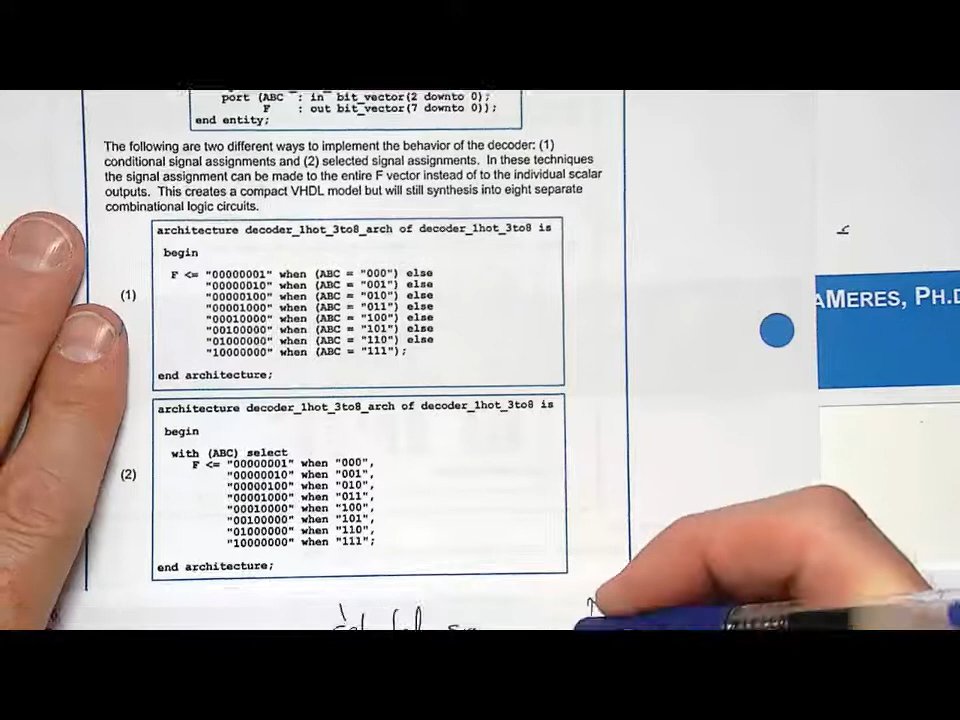 port (ABC : in bit_vector(2 downto 0);
F : out bit_vector(7 downto 0));
end entity;
The following are two different ways to implement the behavior of the decoder: (1)
conditional signal assignments and (2) selected signal assignments. In these techniques
the signal assignment can be made to the entire F vector instead of to the individual scalar
outputs. This creates a compact VHDL model but will still synthesis into eight separate
combinational logic circuits.
(1)
architecture decoder_1hot_3to8_arch of decoder_1hot_3to8 is
begin
F <= "00000001" when (ABC = "000") else
"00000010" when (ABC = "001") else
"00000100" when (ABC = "010") else
"00001000" when (ABC = "011") else
"00010000" when (ABC = "100") else
"00100000" when (ABC = "101") else
"01000000" when (ABC = "110") else
"10000000" when (ABC = "111");
end architecture;
(2)
architecture decoder_1hot_3to8_arch of decoder_1hot_3to8 is
begin
with (ABC) select
F <= "00000001" when "000",
"00000010" when "001",
"00000100" when "010",
"00001000" when "011",
"00010000" when "100",
"00100000" when "101",
"01000000" when "110",
"10000000" when "111";
end architecture;
AMERES, PH.D